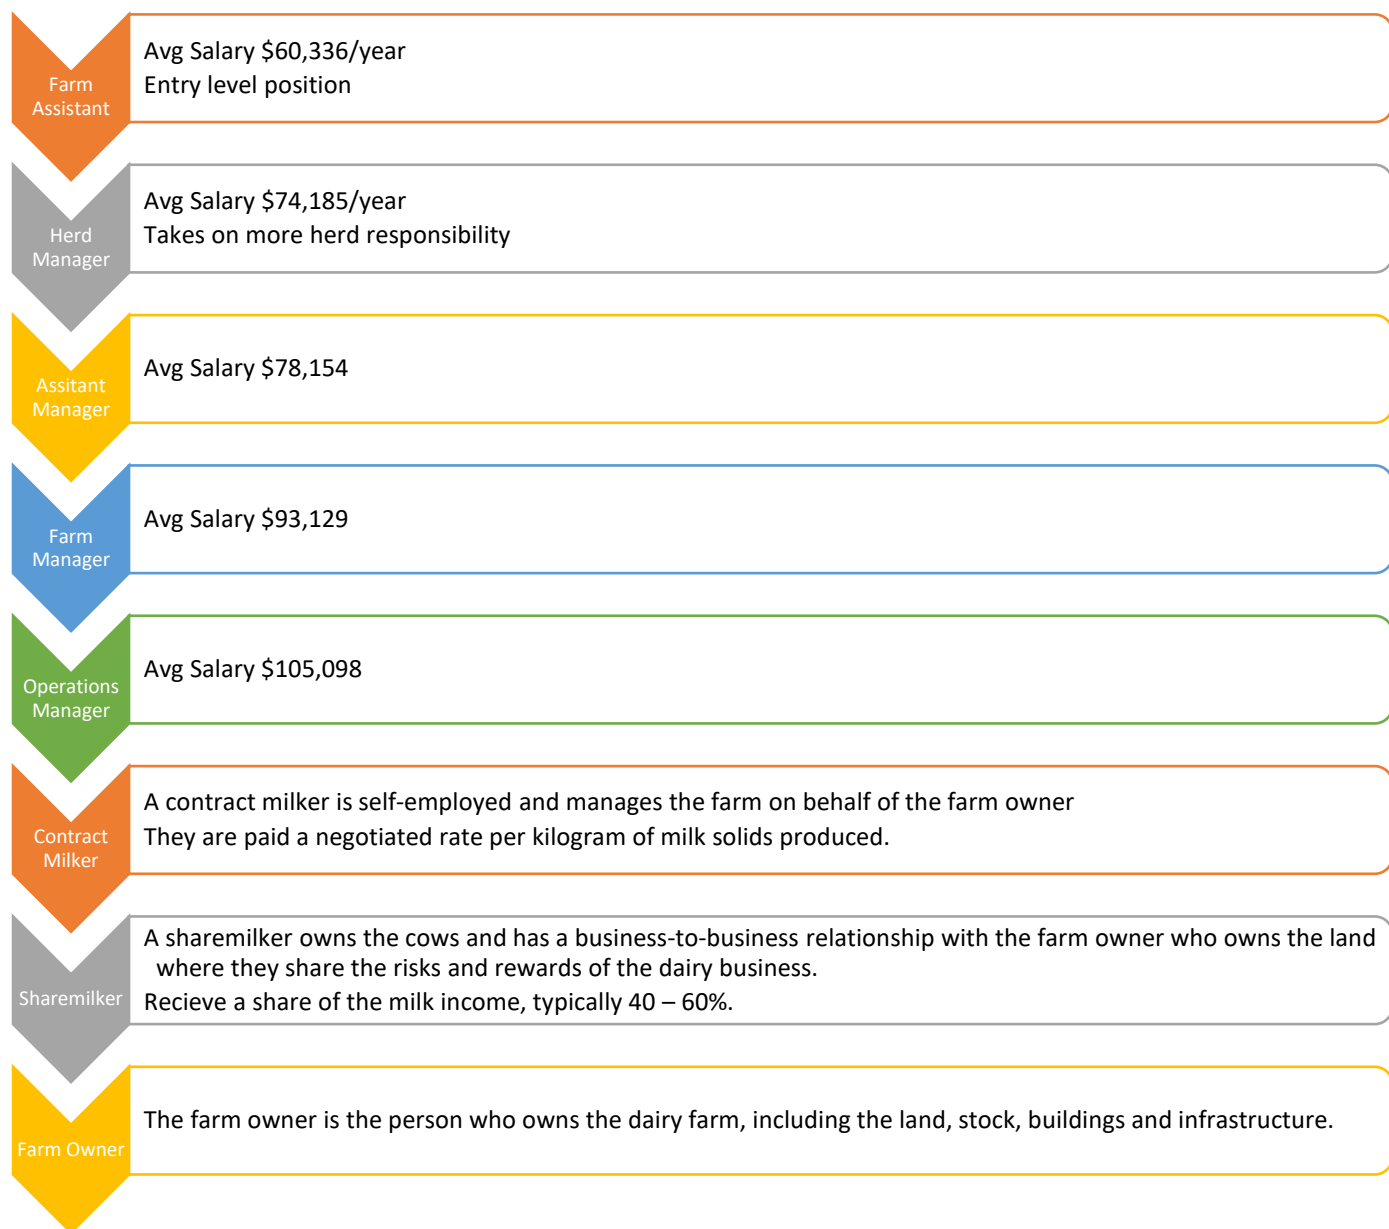 Farm
Assistant
Avg Salary $60,336/year
Entry level position
Herd
Manager
Avg Salary $74,185/year
Takes on more herd responsibility
Assitant
Manager
Avg Salary $78,154
Farm
Manager
Avg Salary $93,129
Operations
Manager
Avg Salary $105,098
Contract
Milker
A contract milker is self-employed and manages the farm on behalf of the farm owner
They are paid a negotiated rate per kilogram of milk solids produced.
Sharemilker
A sharemilker owns the cows and has a business-to-business relationship with the farm owner who owns the land
where they share the risks and rewards of the dairy business.
Recieve a share of the milk income, typically 40 – 60%.
Farm Owner
The farm owner is the person who owns the dairy farm, including the land, stock, buildings and infrastructure.